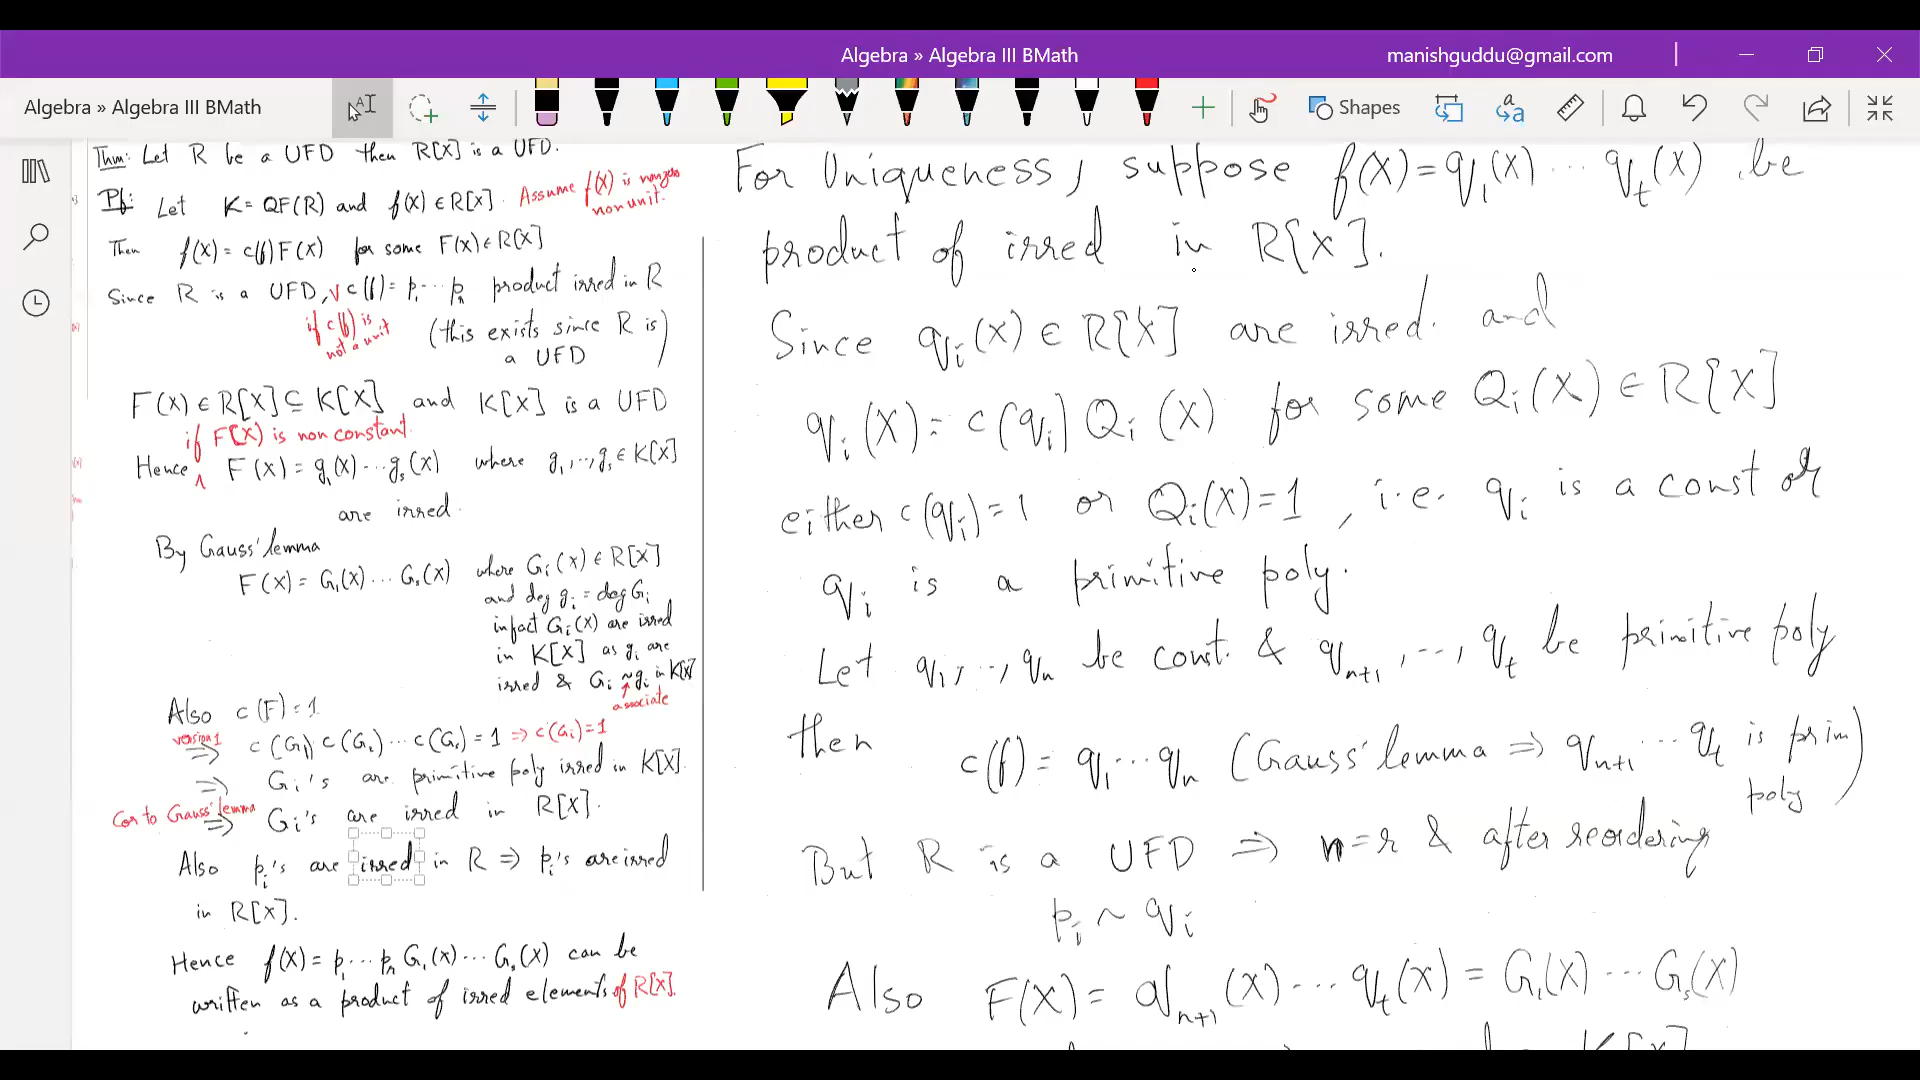 Algebra » Algebra III BMath
manishguddu@gmail.com
Algebra » Algebra III BMath
Shapes
Thm: Let R be a UFD then R[X] is a UFD.
Pf: Let K = QF(R) and f(X) ∈ R[X]. Assume f(X) is nonzero nonunit.
Then f(X) = c(f) F(X) for some F(X) ∈ R[X]
Since R is a UFD, ∨ c(f) = p₁ ⋯ pᵣ product irred in R
if c(f) is not a unit
(this exists since R is a UFD)
F(X) ∈ R[X] ⊆ K[X] and K[X] is a UFD
if F(X) is non constant
Hence ∧ F(X) = g₁(X) ⋯ gₛ(X) where g₁, .., gₛ ∈ K[X]
are irred.
By Gauss' lemma
F(X) = G₁(X) ⋯ Gₛ(X) where Gᵢ(X) ∈ R[X]
and deg gᵢ = deg Gᵢ
infact Gᵢ(X) are irred
in K[X] as gᵢ are
irred & Gᵢ ~ gᵢ in K[X]
associate
Also c(F) = 1
version 1 ⇒ c(G₁) c(G₂) ⋯ c(Gₛ) = 1 ⇒ c(Gᵢ) = 1
⇒ Gᵢ's are primitive poly irred in K[X].
Cor to Gauss' lemma ⇒ Gᵢ's are irred in R[X].
Also pᵢ's are irred in R ⇒ pᵢ's are irred
in R[X].
Hence f(X) = p₁ ⋯ pᵣ G₁(X) ⋯ Gₛ(X) can be
written as a product of irred elements of R[X].
For Uniqueness, suppose f(X) = q₁(X) ⋯ qₜ(X) be
product of irred in R[X].
Since qᵢ(X) ∈ R[X] are irred. and
qᵢ(X) = c(qᵢ) Qᵢ(X) for some Qᵢ(X) ∈ R[X]
either c(qᵢ) = 1 or Qᵢ(X) = 1, i.e. qᵢ is a const or
qᵢ is a primitive poly.
Let q₁, .., qₙ be const. & qₙ₊₁, .., qₜ be primitive poly
then c(f) = q₁ ⋯ qₙ (Gauss' lemma ⇒ qₙ₊₁ ⋯ qₜ is prim poly)
But R is a UFD ⇒ n = r & after reordering
pᵢ ~ qᵢ
Also F(X) = qₙ₊₁(X) ⋯ qₜ(X) = G₁(X) ⋯ Gₛ(X)
K[X]